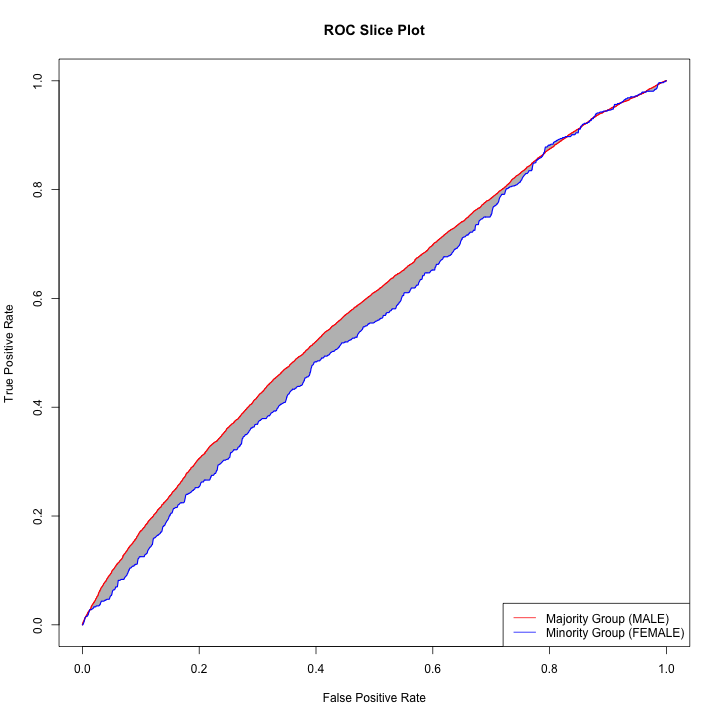 ROC Slice Plot
True Positive Rate
1.0
0.8
0.6
0.4
0.2
0.0
Majority Group (MALE)
Minority Group (FEMALE)
0.0 0.2 0.4 0.6 0.8 1.0
False Positive Rate